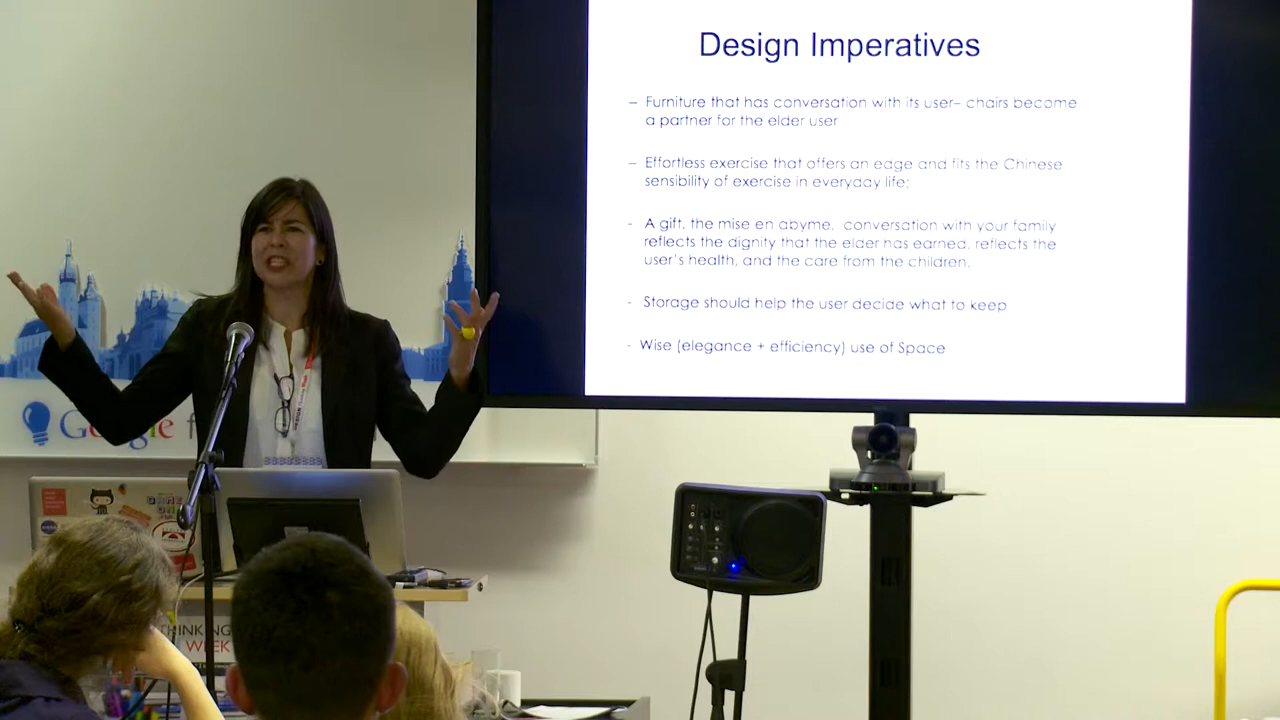 Design Imperatives
– Furniture that has conversation with its user– chairs become
a partner for the elder user
– Effortless exercise that offers an eage and fits the Chinese
sensibility of exercise in everyday life;
- A gift, the mise en abyme, conversation with your family
reflects the dignity that the elder has earned, reflects the
user's health, and the care from the children.
- Storage should help the user decide what to keep
- Wise (elegance + efficiency) use of Space
Google f
THINKING
WEEK